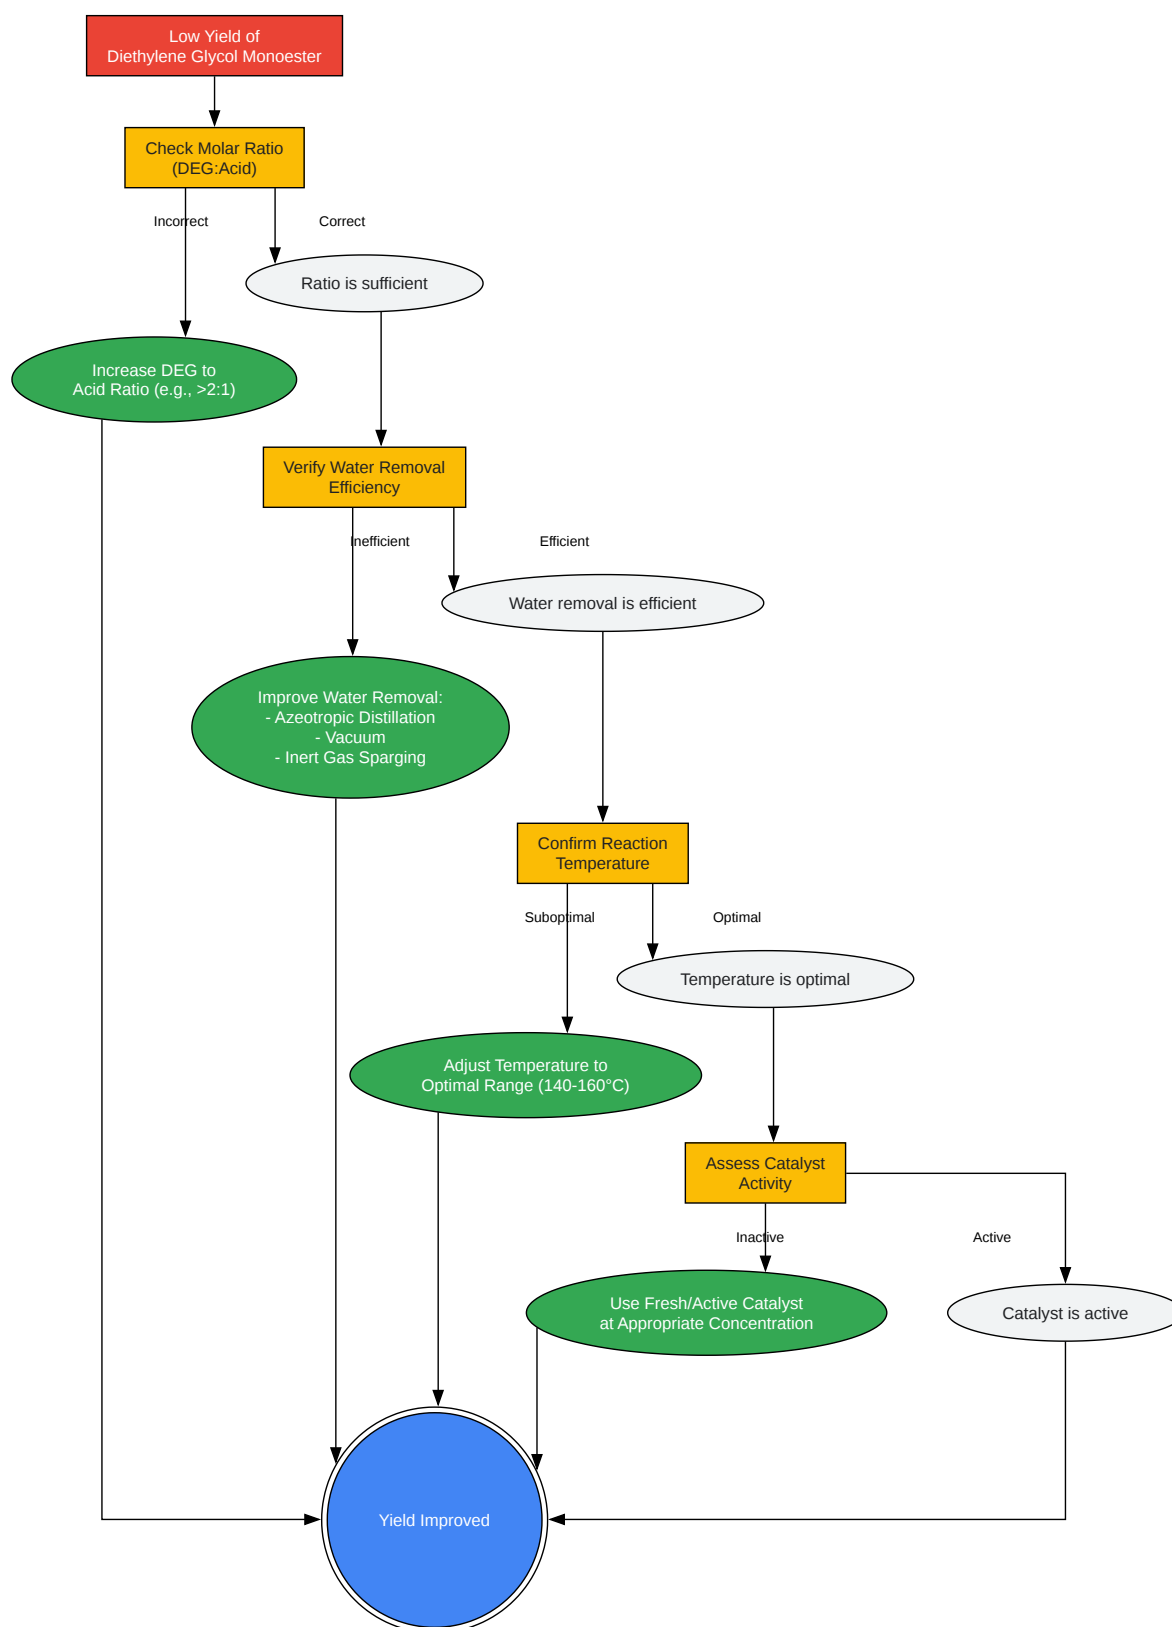 Low Yield of
Diethylene Glycol Monoester
Check Molar Ratio
(DEG:Acid)
Incorrect
Correct
Ratio is sufficient
Increase DEG to
Acid Ratio (e.g., >2:1)
Verify Water Removal
Efficiency
Inefficient
Efficient
Water removal is efficient
Improve Water Removal:
- Azeotropic Distillation
- Vacuum
- Inert Gas Sparging
Confirm Reaction
Temperature
Suboptimal
Optimal
Temperature is optimal
Adjust Temperature to
Optimal Range (140-160°C)
Assess Catalyst
Activity
Inactive
Active
Use Fresh/Active Catalyst
at Appropriate Concentration
Catalyst is active
Yield Improved